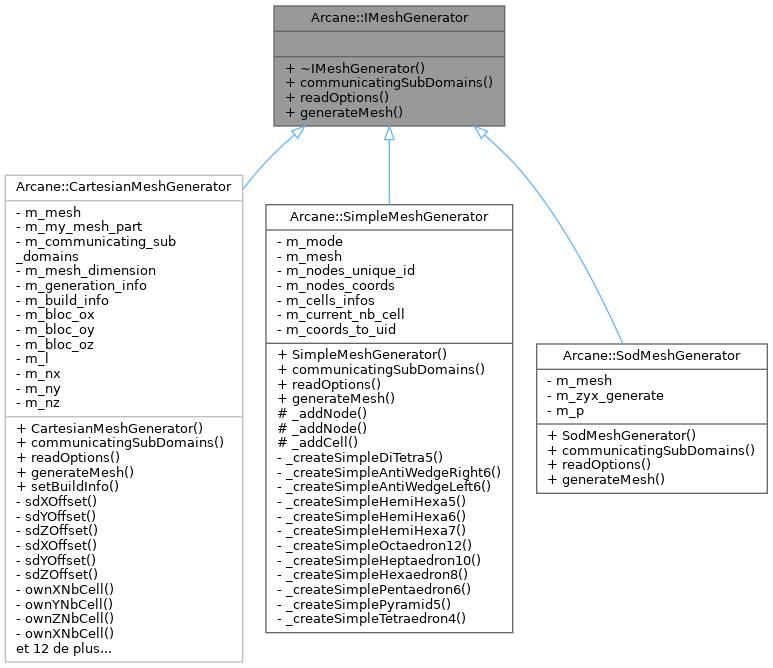 Arcane::IMeshGenerator
+ ~IMeshGenerator()
+ communicatingSubDomains()
+ readOptions()
+ generateMesh()
Arcane::CartesianMeshGenerator
- m_mesh
- m_my_mesh_part
- m_communicating_sub
_domains
- m_mesh_dimension
- m_generation_info
- m_build_info
- m_bloc_ox
- m_bloc_oy
- m_bloc_oz
- m_l
- m_nx
- m_ny
- m_nz
+ CartesianMeshGenerator()
+ communicatingSubDomains()
+ readOptions()
+ generateMesh()
+ setBuildInfo()
- sdXOffset()
- sdYOffset()
- sdZOffset()
- sdXOffset()
- sdYOffset()
- sdZOffset()
- ownXNbCell()
- ownYNbCell()
- ownZNbCell()
- ownXNbCell()
et 12 de plus...
Arcane::SimpleMeshGenerator
- m_mode
- m_mesh
- m_nodes_unique_id
- m_nodes_coords
- m_cells_infos
- m_current_nb_cell
- m_coords_to_uid
+ SimpleMeshGenerator()
+ communicatingSubDomains()
+ readOptions()
+ generateMesh()
# _addNode()
# _addNode()
# _addCell()
- _createSimpleDiTetra5()
- _createSimpleAntiWedgeRight6()
- _createSimpleAntiWedgeLeft6()
- _createSimpleHemiHexa5()
- _createSimpleHemiHexa6()
- _createSimpleHemiHexa7()
- _createSimpleOctaedron12()
- _createSimpleHeptaedron10()
- _createSimpleHexaedron8()
- _createSimplePentaedron6()
- _createSimplePyramid5()
- _createSimpleTetraedron4()
Arcane::SodMeshGenerator
- m_mesh
- m_zyx_generate
- m_p
+ SodMeshGenerator()
+ communicatingSubDomains()
+ readOptions()
+ generateMesh()